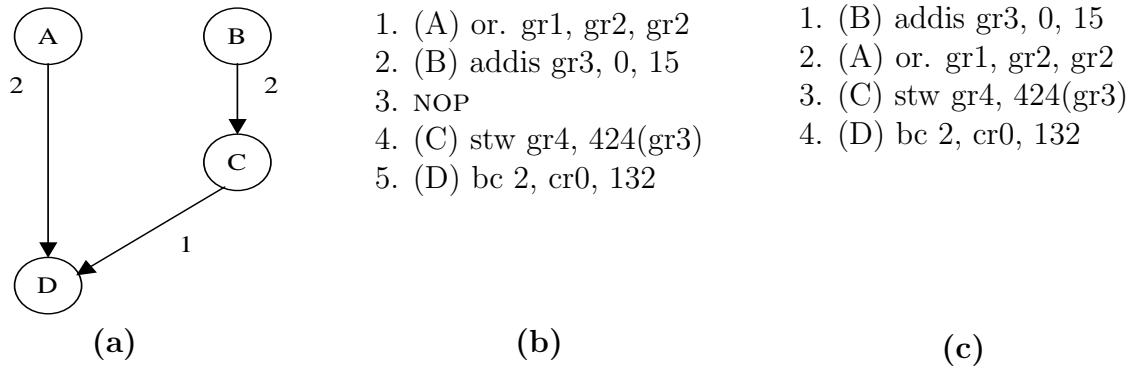 A
B
2
2
C
1
D
(a)
1. (A) or. gr1, gr2, gr2
2. (B) addis gr3, 0, 15
3. NOP
4. (C) stw gr4, 424(gr3)
5. (D) bc 2, cr0, 132
(b)
1. (B) addis gr3, 0, 15
2. (A) or. gr1, gr2, gr2
3. (C) stw gr4, 424(gr3)
4. (D) bc 2, cr0, 132
(c)